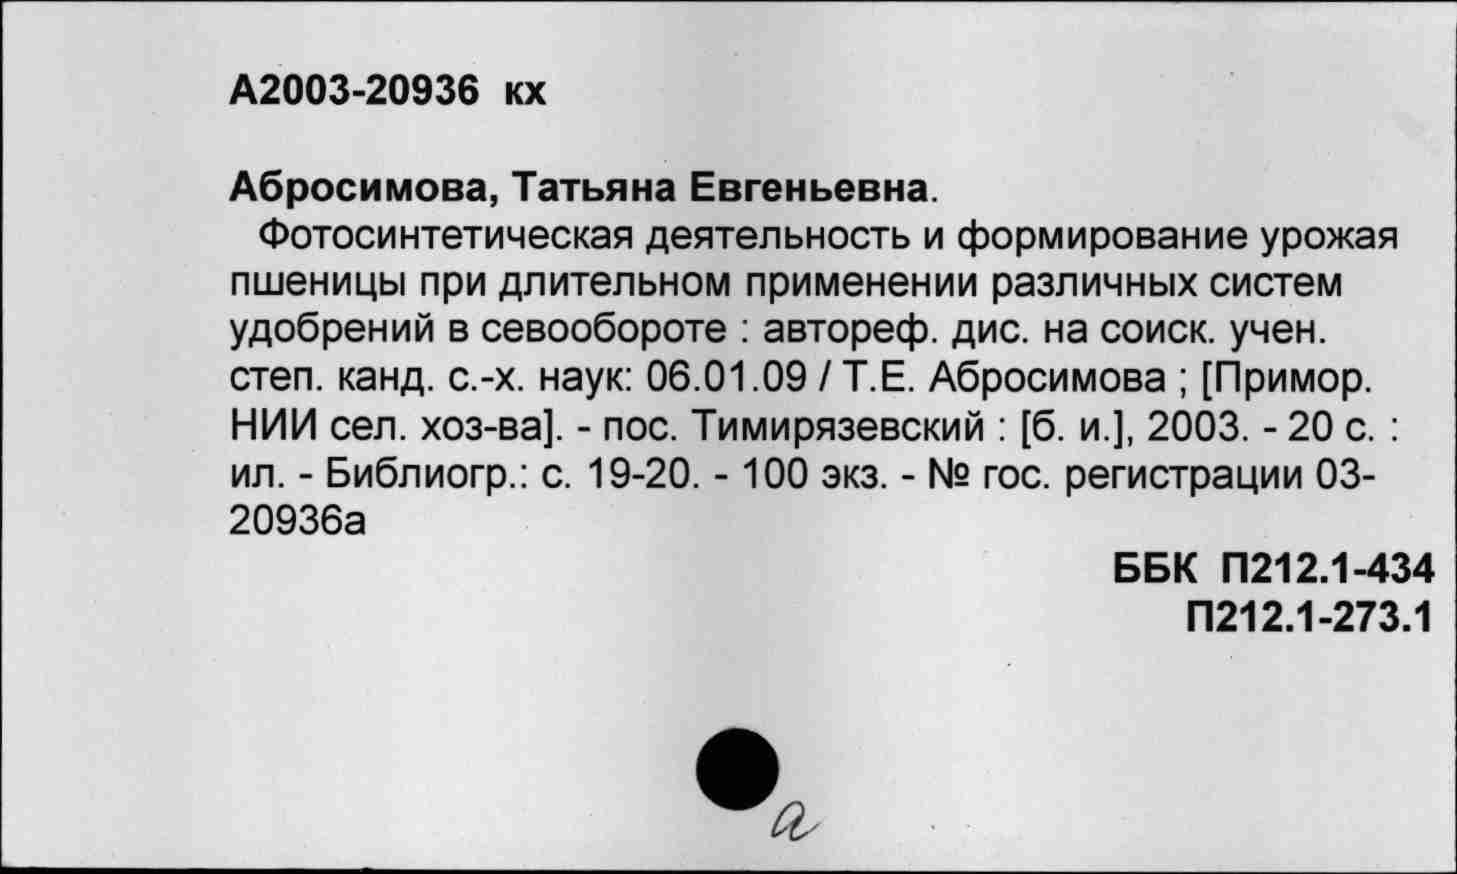 А2003-20936 кх
Абросимова, Татьяна Евгеньевна.
Фотосинтетическая деятельность и формирование урожая
пшеницы при длительном применении различных систем
удобрений в севообороте : автореф. дис. на соиск. учен.
степ. канд. с.-х. наук: 06.01.09 / Т.Е. Абросимова ; [Примор.
НИИ сел. хоз-ва]. - пос. Тимирязевский : [б. и.], 2003. - 20 с. :
ил. - Библиогр.: с. 19-20. - 100 экз. - № гос. регистрации 03-
20936а
ББК П212.1-434
П212.1-273.1
а